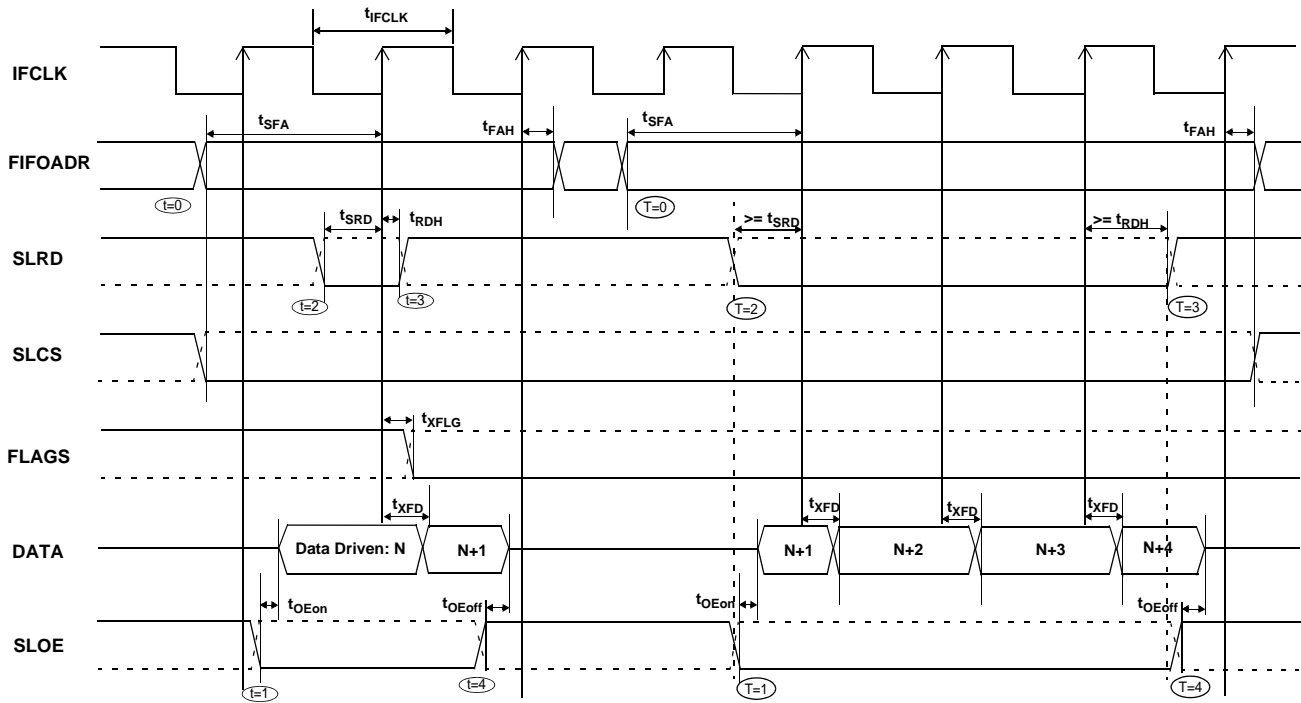 tIFCLK
IFCLK
tSFA
tFAH
tSFA
tFAH
FIFOADR
t=0
T=0
tSRD
tRDH
>= tSRD
>= tRDH
SLRD
t=2
t=3
T=2
T=3
SLCS
tXFLG
FLAGS
tXFD
tXFD
tXFD
tXFD
DATA
Data Driven: N
N+1
N+1
N+2
N+3
N+4
tOEon
tOEoff
tOEon
tOEoff
SLOE
t=1
t=4
T=1
T=4